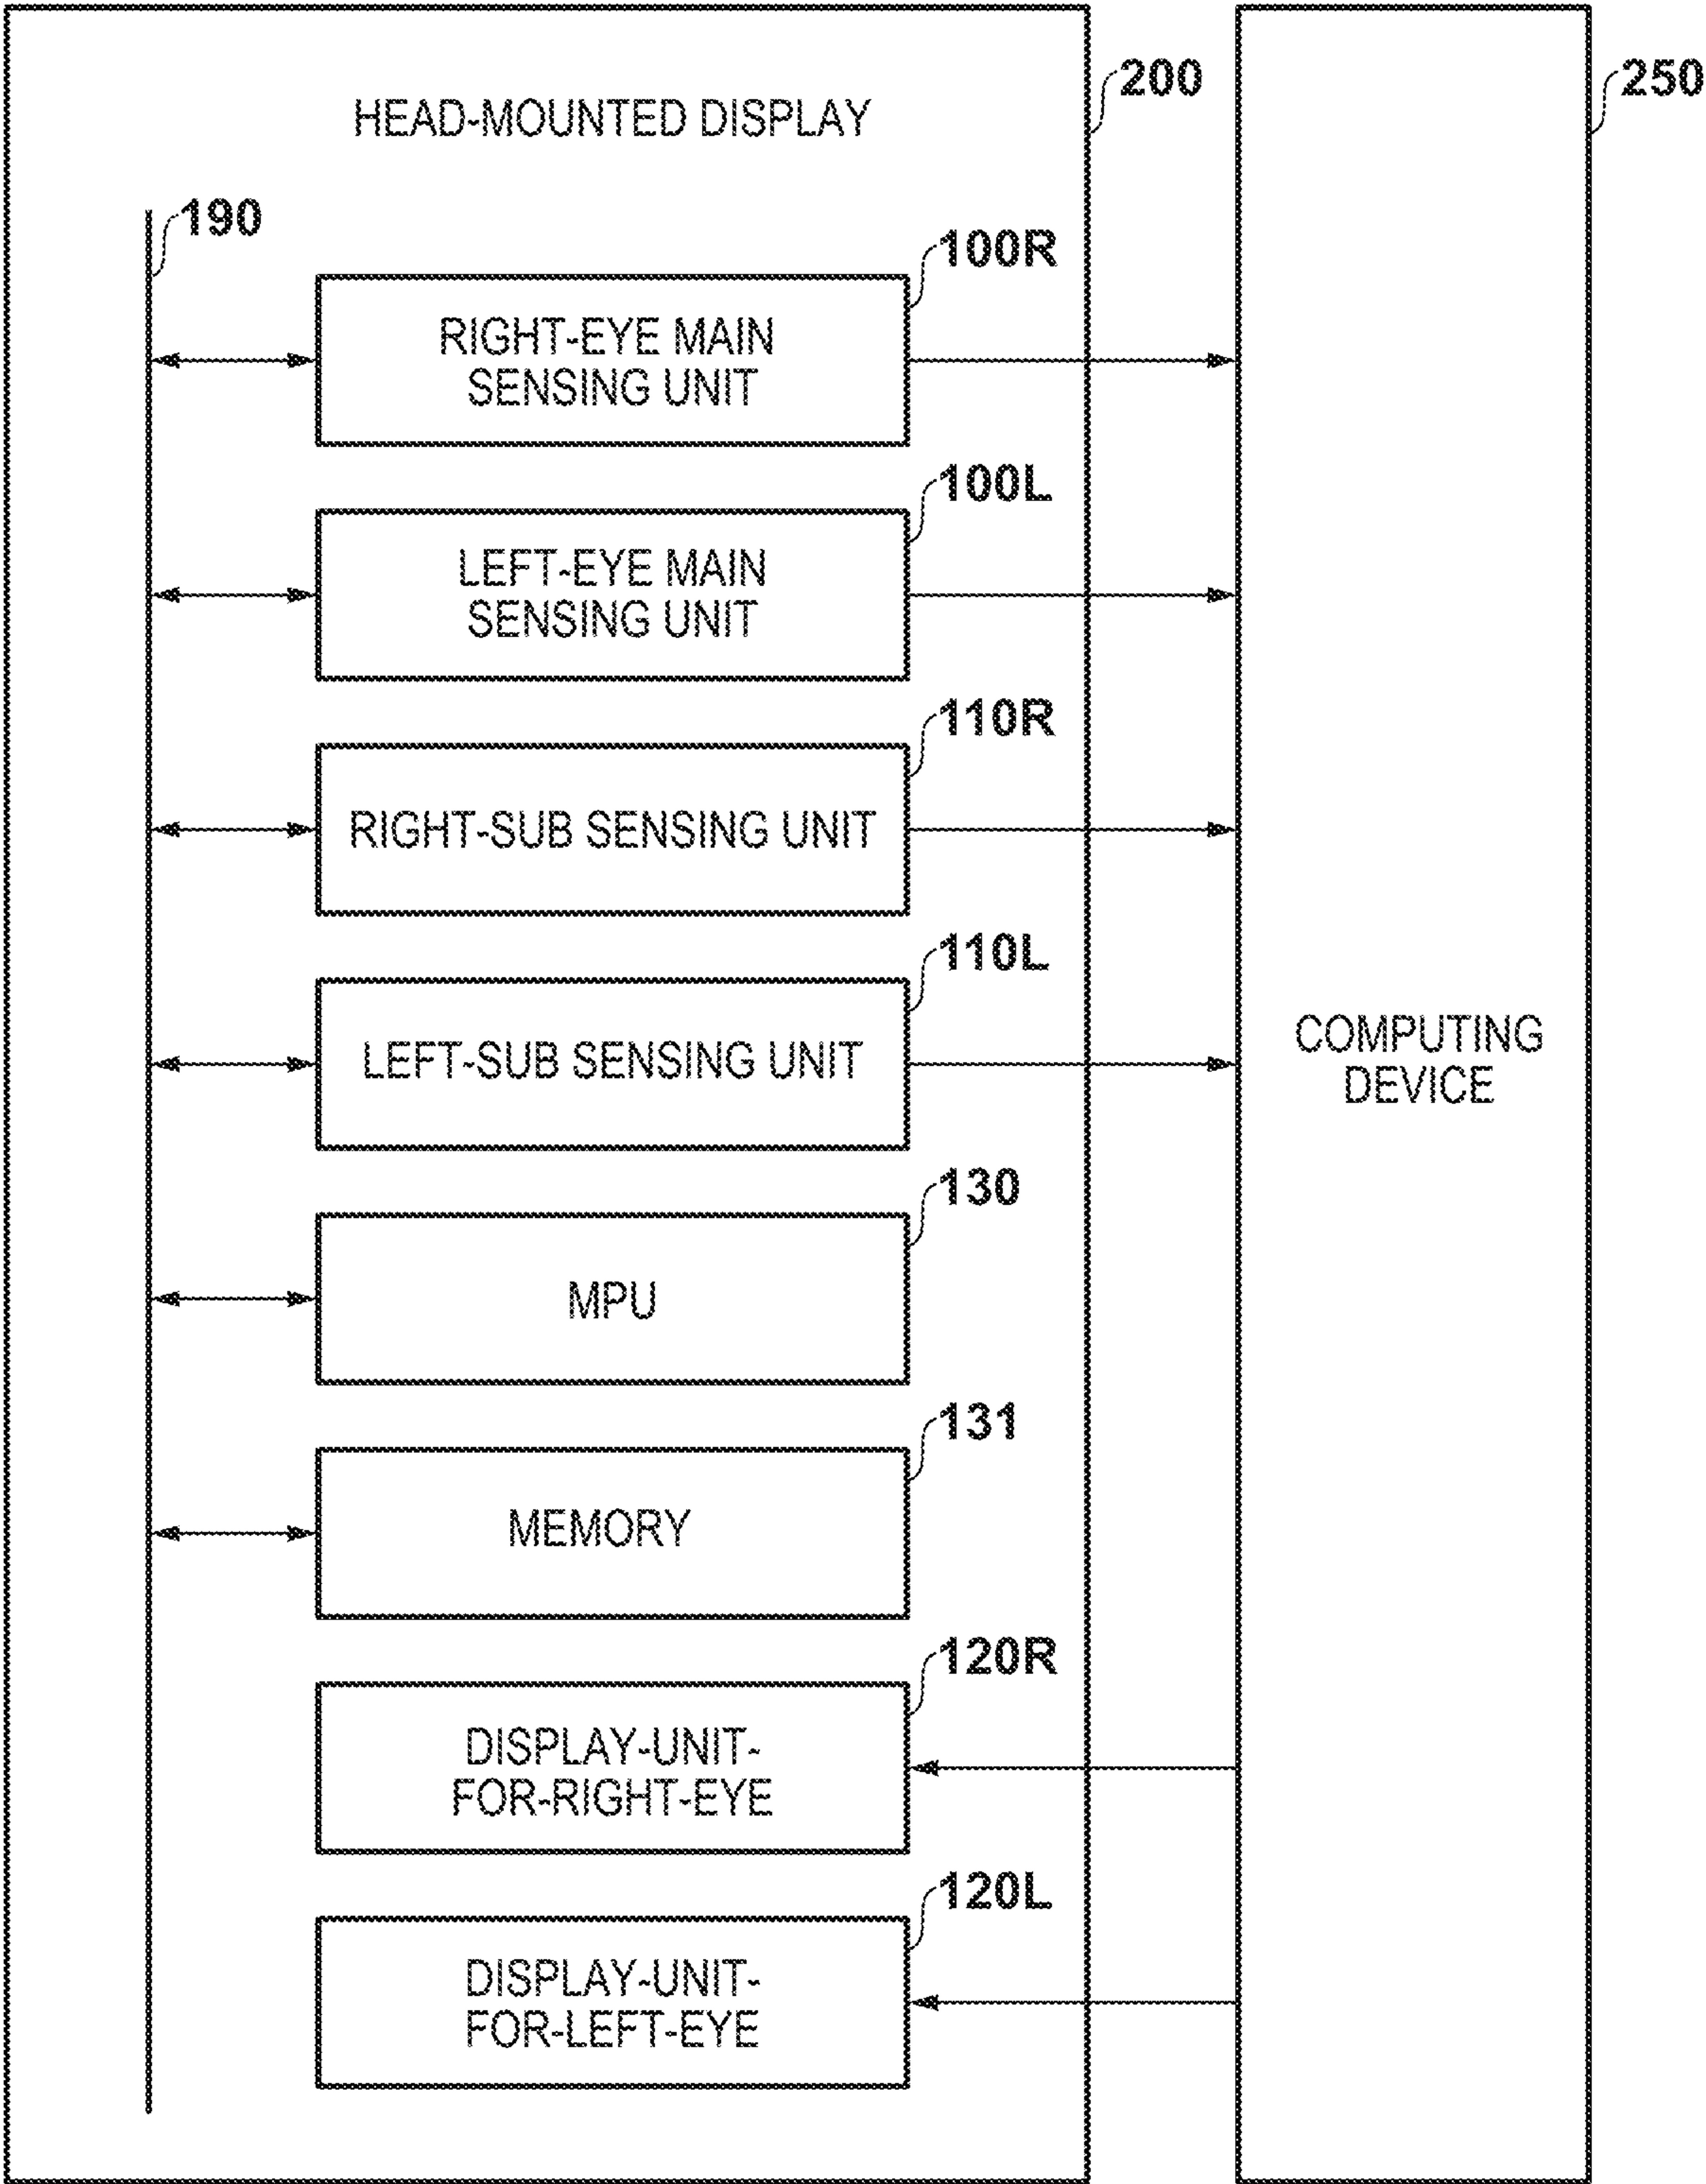 200
250
HEAD-MOUNTED DISPLAY
190
100R
RIGHT-EYE MAIN
SENSING UNIT
100L
LEFT-EYE MAIN
SENSING UNIT
110R
RIGHT-SUB SENSING UNIT
110L
LEFT-SUB SENSING UNIT
COMPUTING
DEVICE
130
MPU
131
MEMORY
120R
DISPLAY-UNIT-
FOR-RIGHT-EYE
120L
DISPLAY-UNIT-
FOR-LEFT-EYE